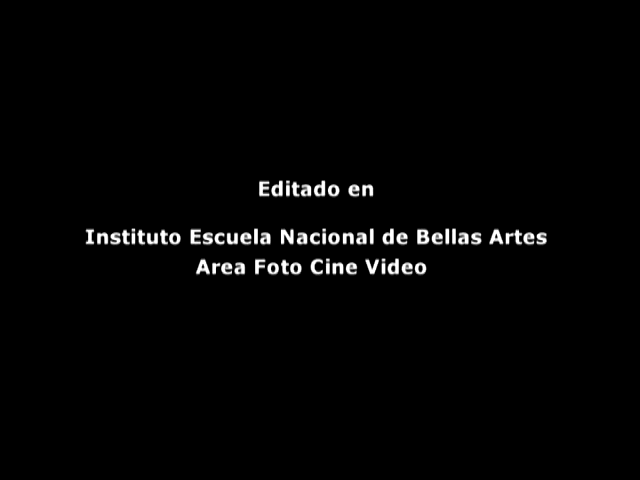 Editado en
Instituto Escuela Nacional de Bellas Artes
Area Foto Cine Video